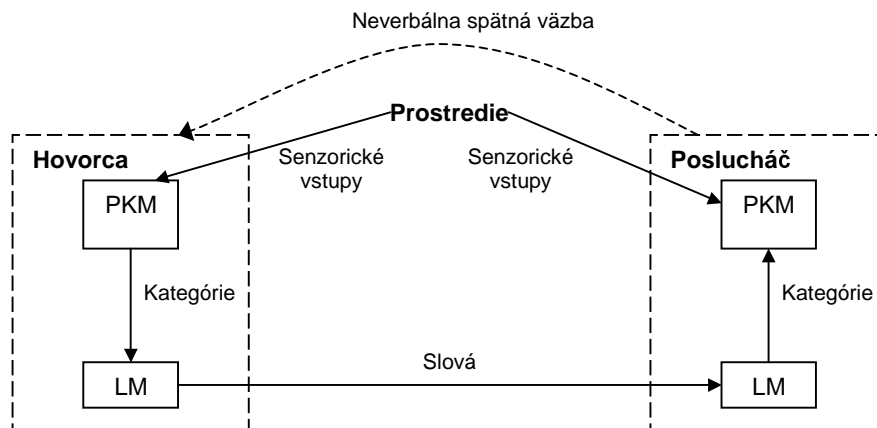 Neverbálna spätná väzba
Prostredie
Hovorca
Senzorické
vstupy
Senzorické
vstupy
Poslucháč
PKM
PKM
Kategórie
Kategórie
Slová
LM
LM